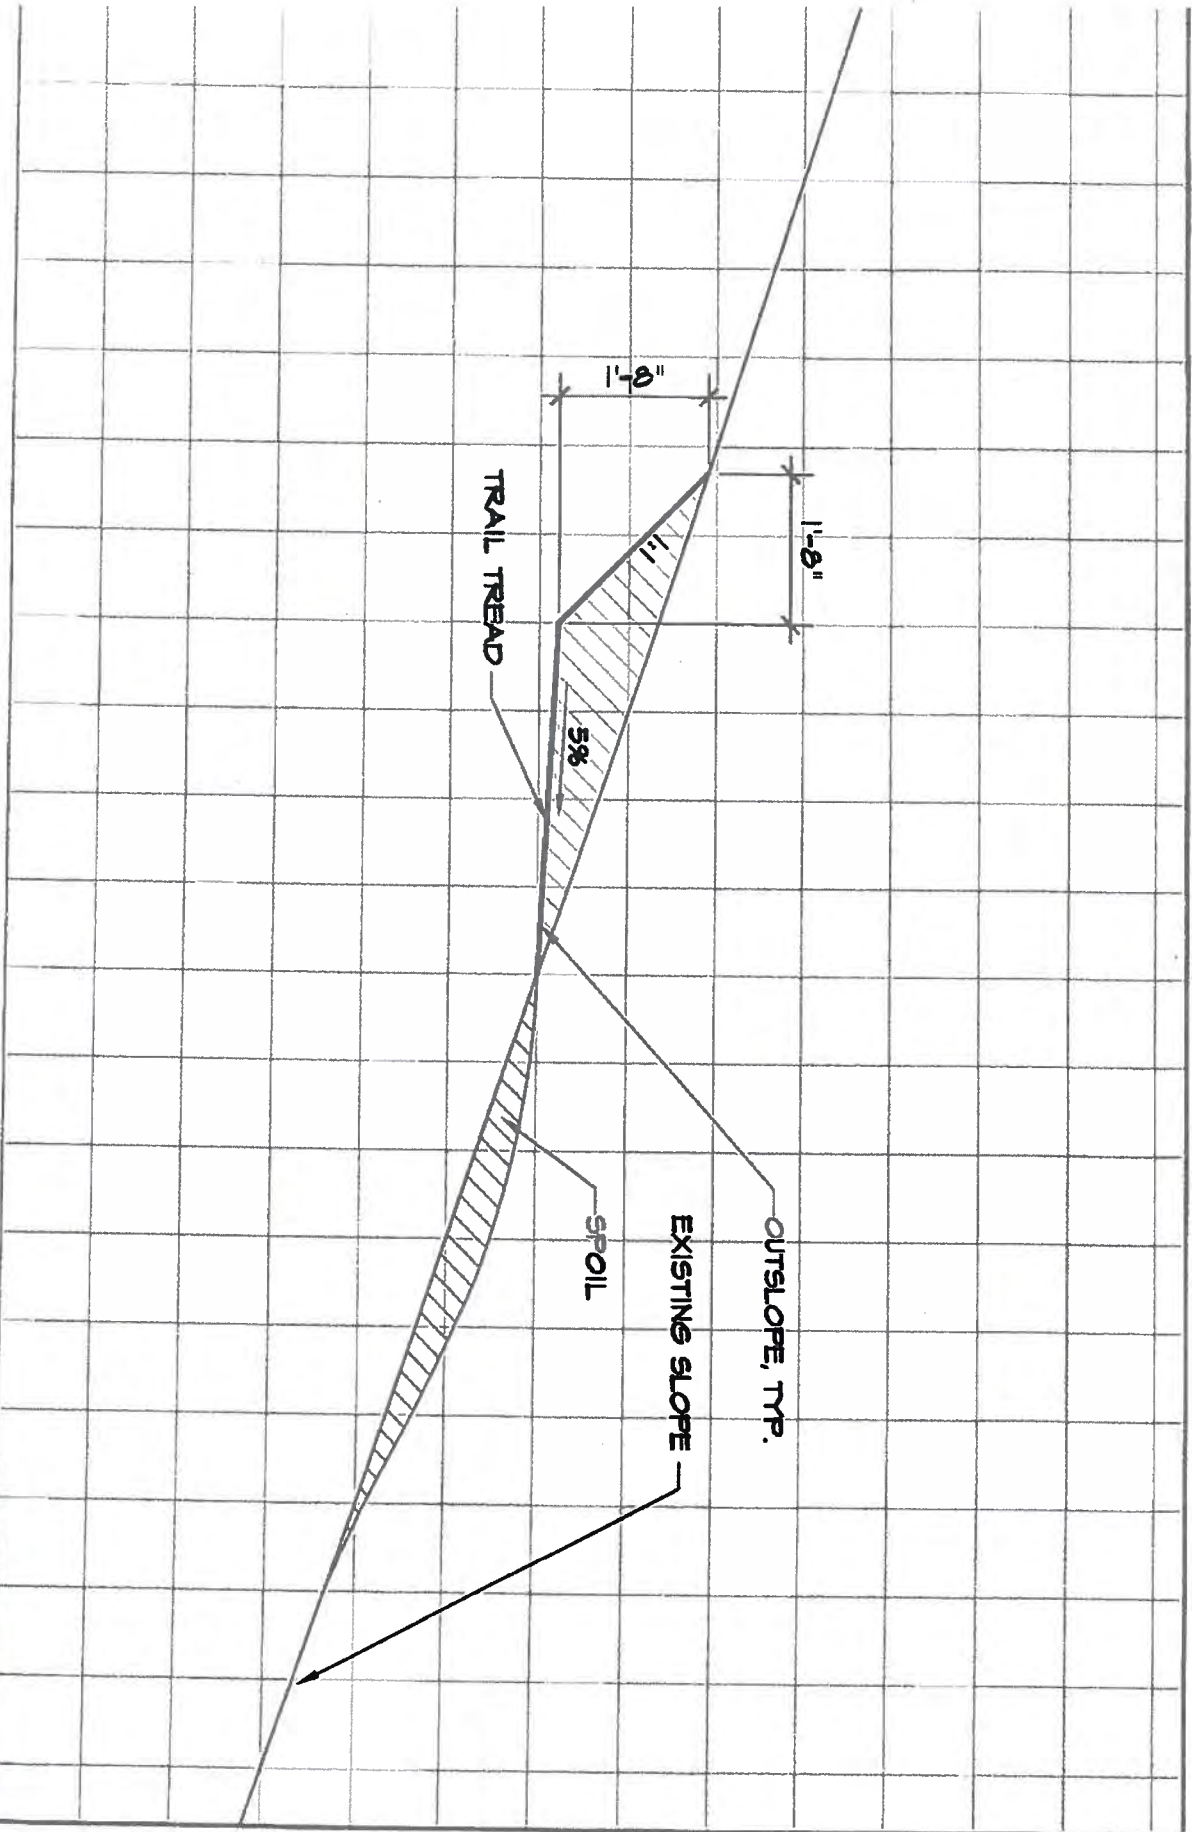 1'-8"
1'-8"
1:1
5%
TRAIL TREAD
OUTSLOPE, TYP.
EXISTING SLOPE
SPOIL